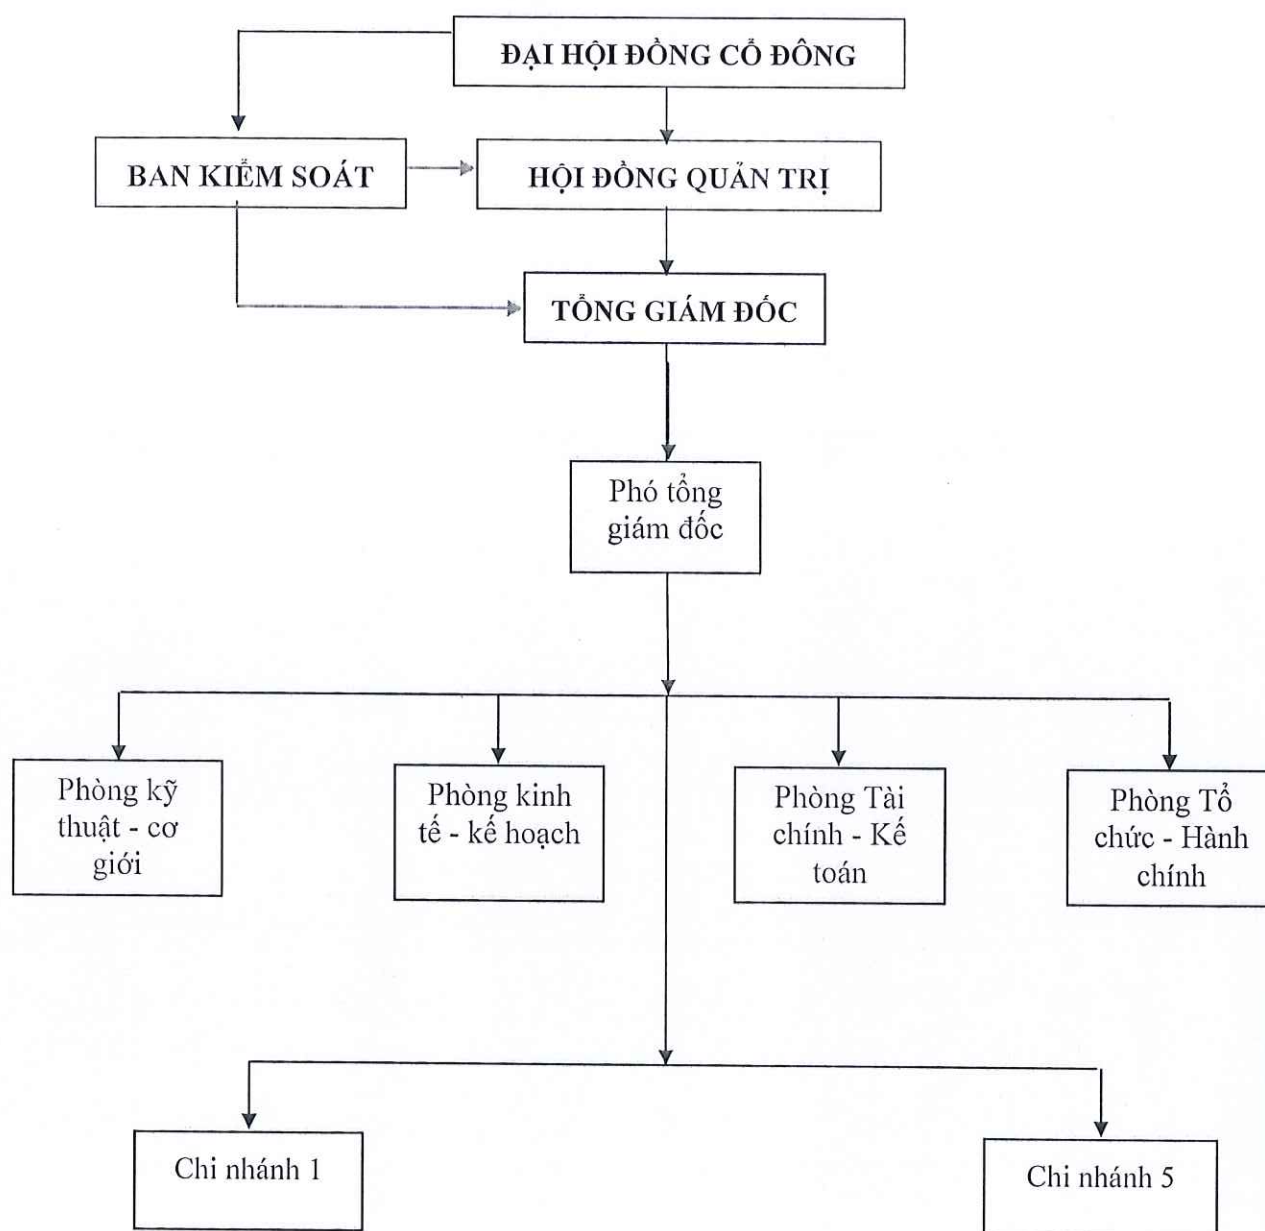 ĐẠI HỘI ĐỒNG CỔ ĐÔNG
BAN KIỂM SOÁT
HỘI ĐỒNG QUẢN TRỊ
TỔNG GIÁM ĐỐC
Phó tổng
giám đốc
Phòng kỹ
thuật - cơ
giới
Phòng kinh
tế - kế hoạch
Phòng Tài
chính - Kế
toán
Phòng Tổ
chức - Hành
chính
Chi nhánh 1
Chi nhánh 5